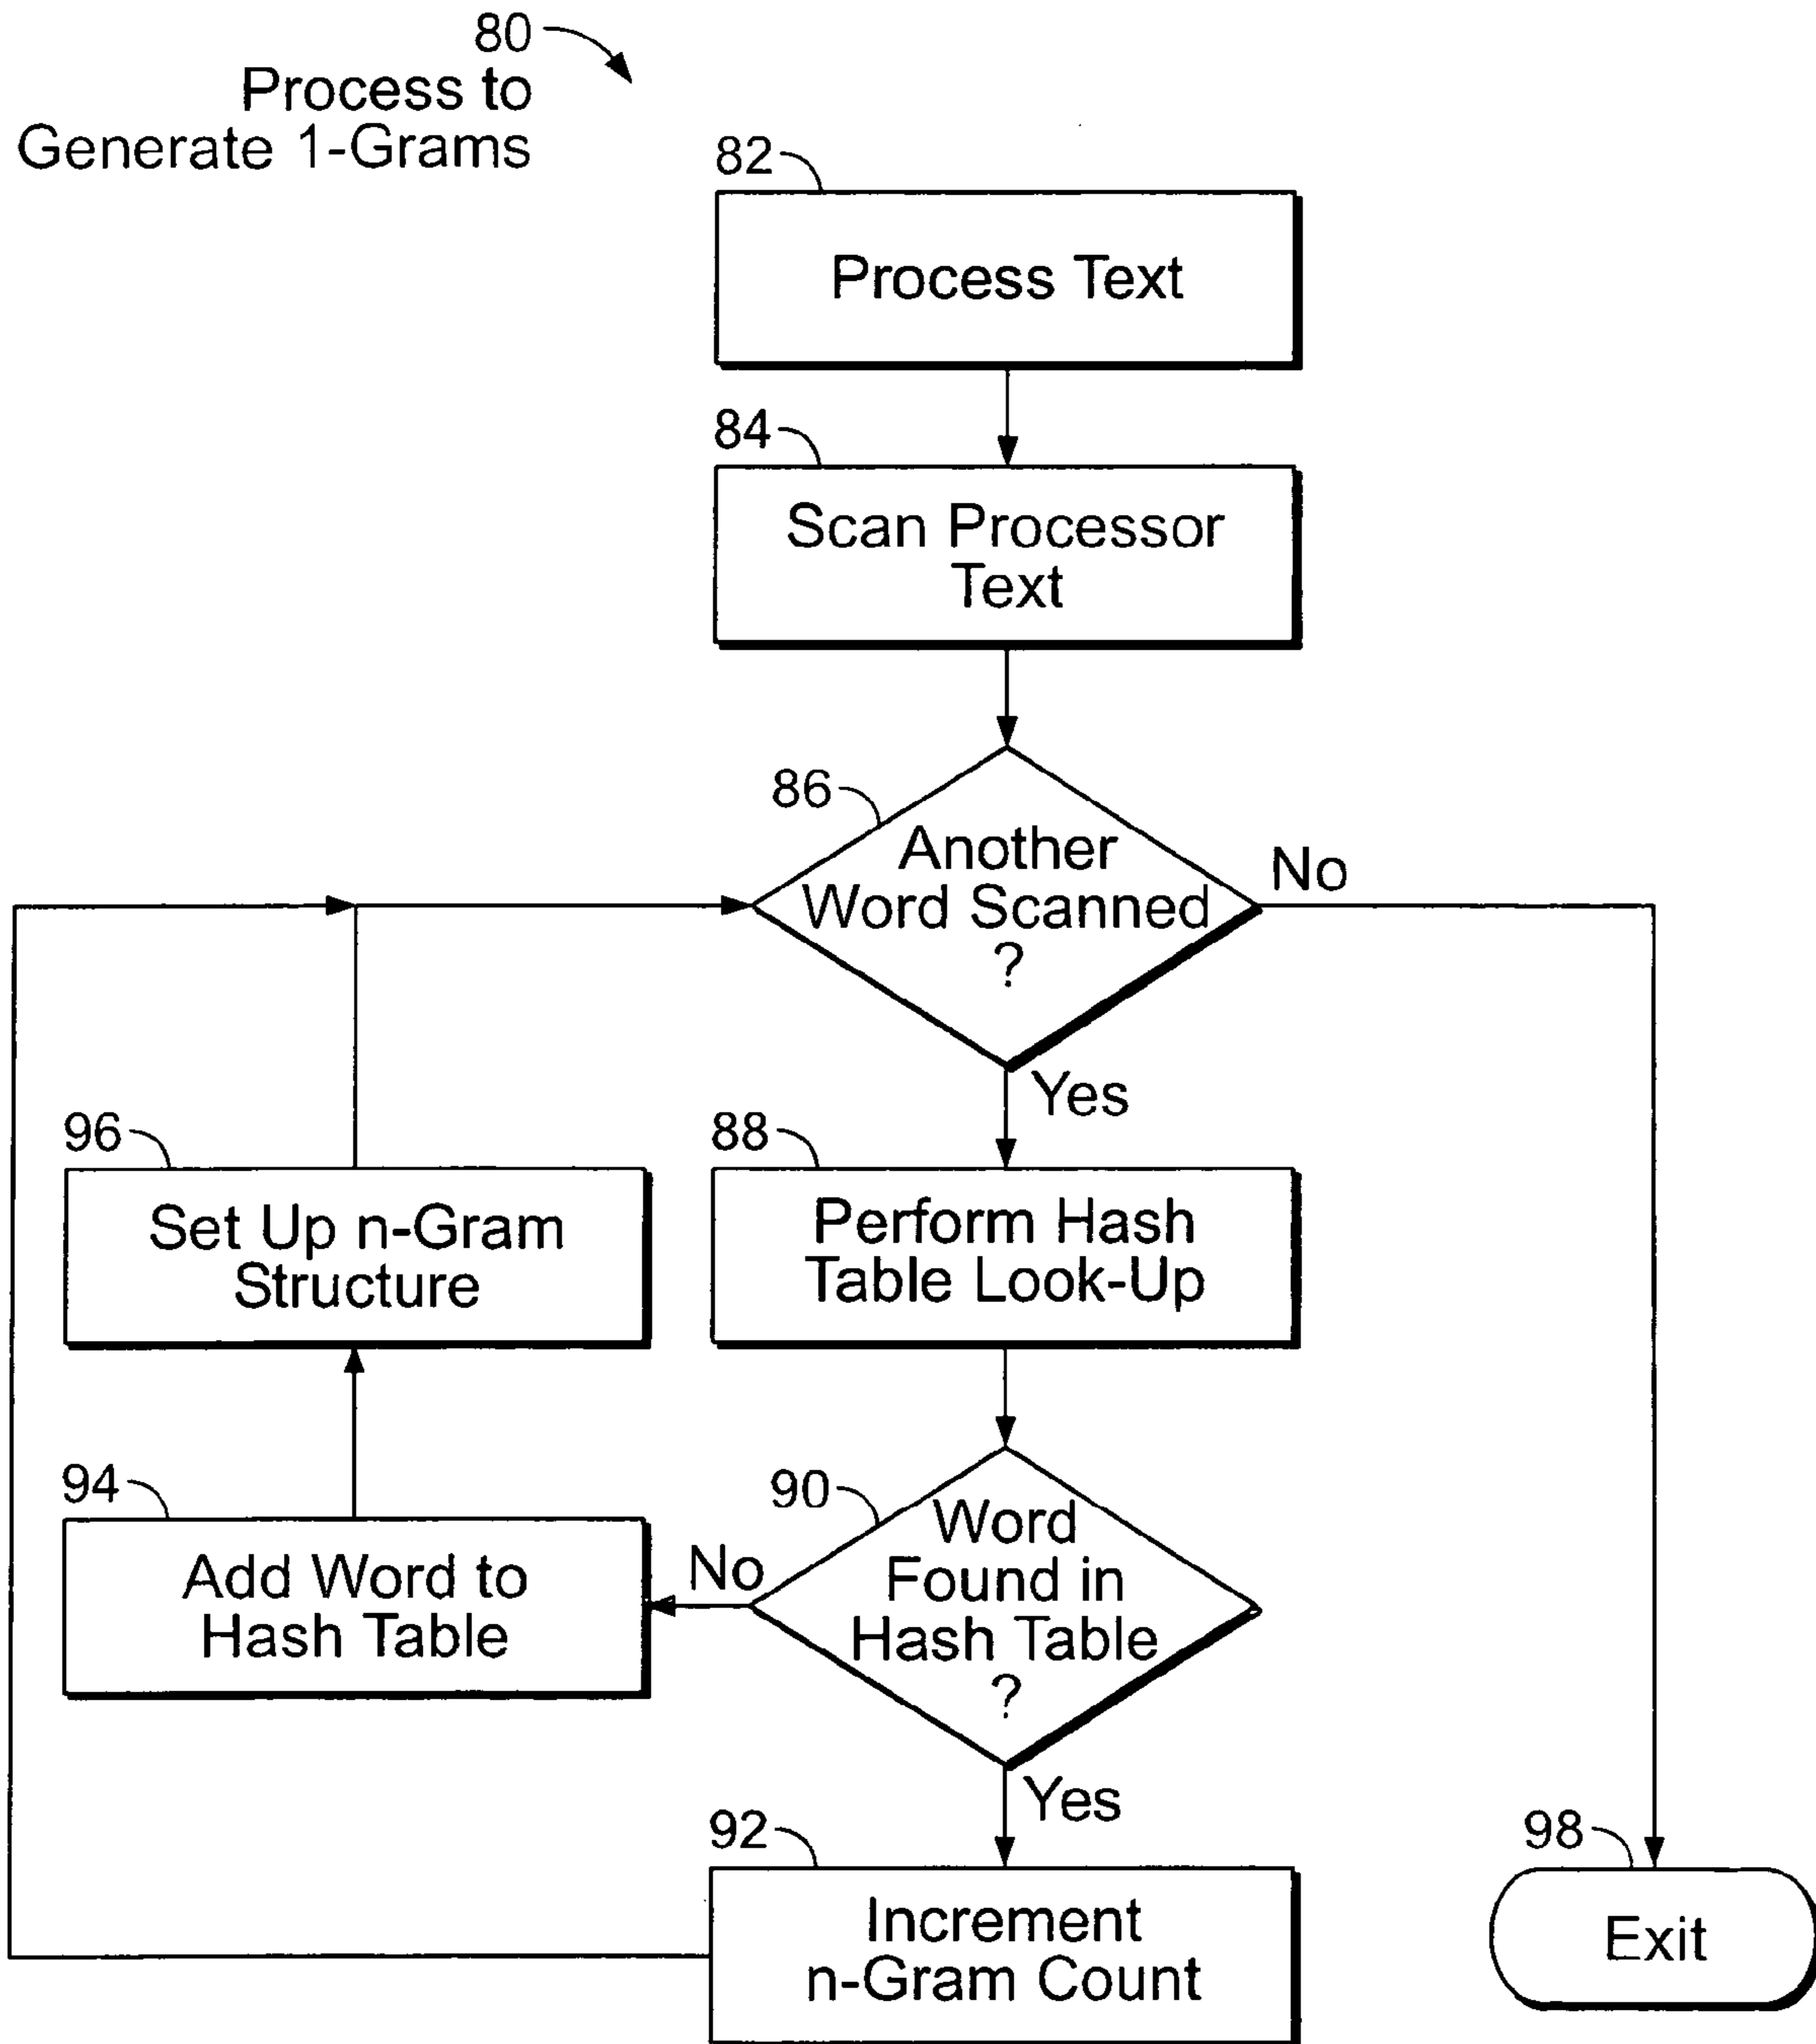 80
Process to
Generate 1-Grams
82
Process Text
84
Scan Processor
Text
86
Another
Word Scanned
?
No
Yes
96
Set Up n-Gram
Structure
88
Perform Hash
Table Look-Up
94
Add Word to
Hash Table
No
90
Word
Found in
Hash Table
?
Yes
92
Increment
n-Gram Count
98
Exit